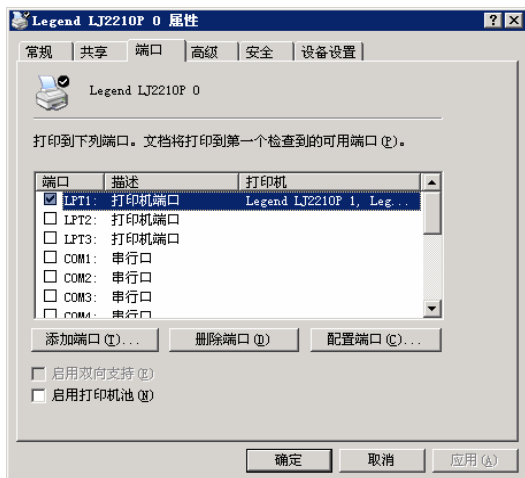 Legend LJ2210P 0 属性
常规 共享 端口 高级 安全 设备设置
Legend LJ2210P 0
打印到下列端口。文档将打印到第一个检查到的可用端口(P)。
端口 描述 打印机
LPT1: 打印机端口 Legend LJ2210P 1, Leg...
LPT2: 打印机端口
LPT3: 打印机端口
COM1: 串行口
COM2: 串行口
COM3: 串行口
COM4: 串行口
添加端口(T)... 删除端口(D) 配置端口(C)...
启用双向支持(E)
启用打印机池(N)
确定 取消 应用(A)